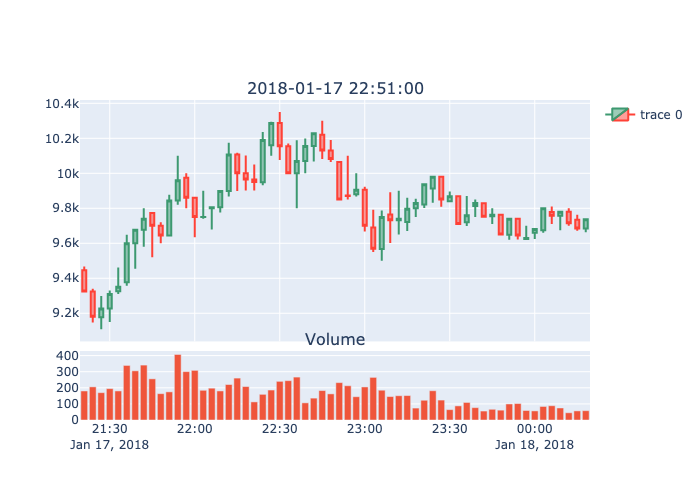 2018-01-17 22:51:00
10.4k
10.2k
10k
9.8k
9.6k
9.4k
9.2k
trace 0
Volume
400
300
200
100
0
21:30 22:00 22:30 23:00 23:30 00:00
Jan 17, 2018 Jan 18, 2018